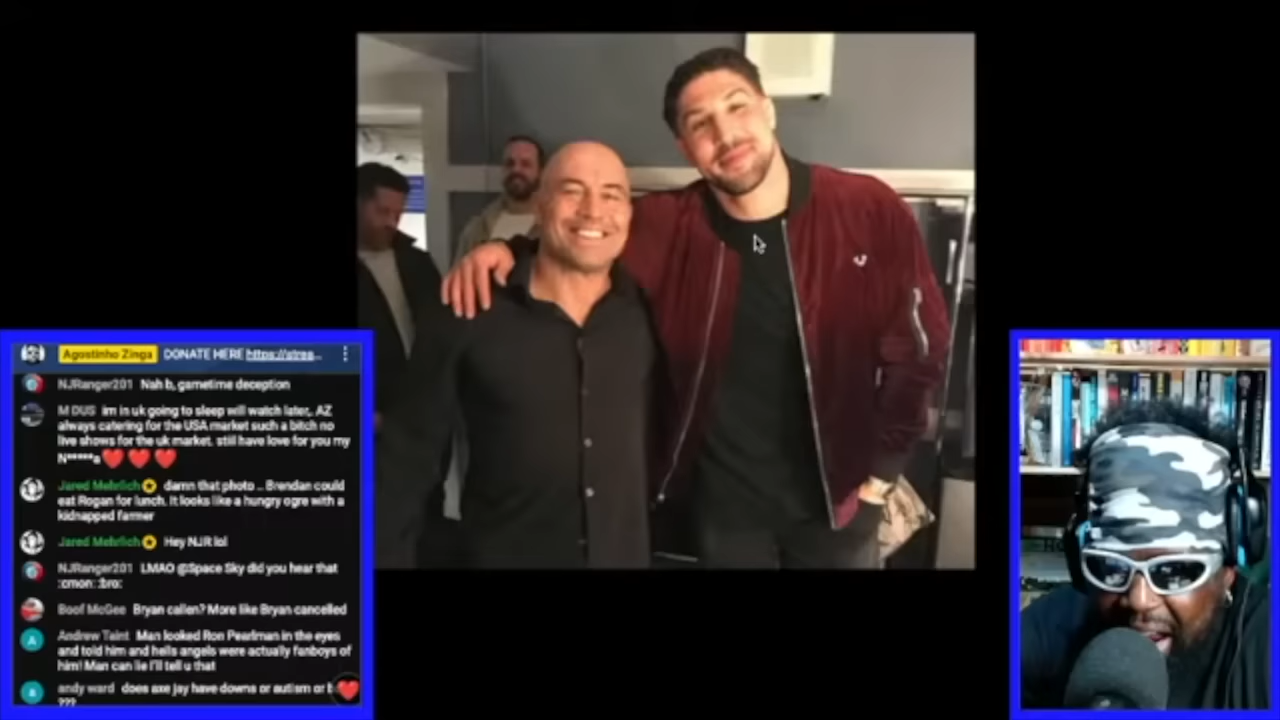 Agostinho Zinga DONATE HERE https://strea...
NJRanger201 Nah b, gametime deception
M DUS im in uk going to sleep will watch later,. AZ
always catering for the USA market such a bitch no
live shows for the uk market. still have love for you my
N*****a❤️❤️❤️
Jared Mehrlich damn that photo .. Brendan could
eat Rogan for lunch. It looks like a hungry ogre with a
kidnapped farmer
Jared Mehrlich Hey NJR lol
NJRanger201 LMAO @Space Sky did you hear that
:cmon: :bro:
Boof McGee Bryan callen? More like Bryan cancelled
Andrew Taint Man looked Ron Pearlman in the eyes
and told him and hells angels were actually fanboys of
him! Man can lie I'll tell u that
A
a
andy ward does axe jay have downs or autism or
???